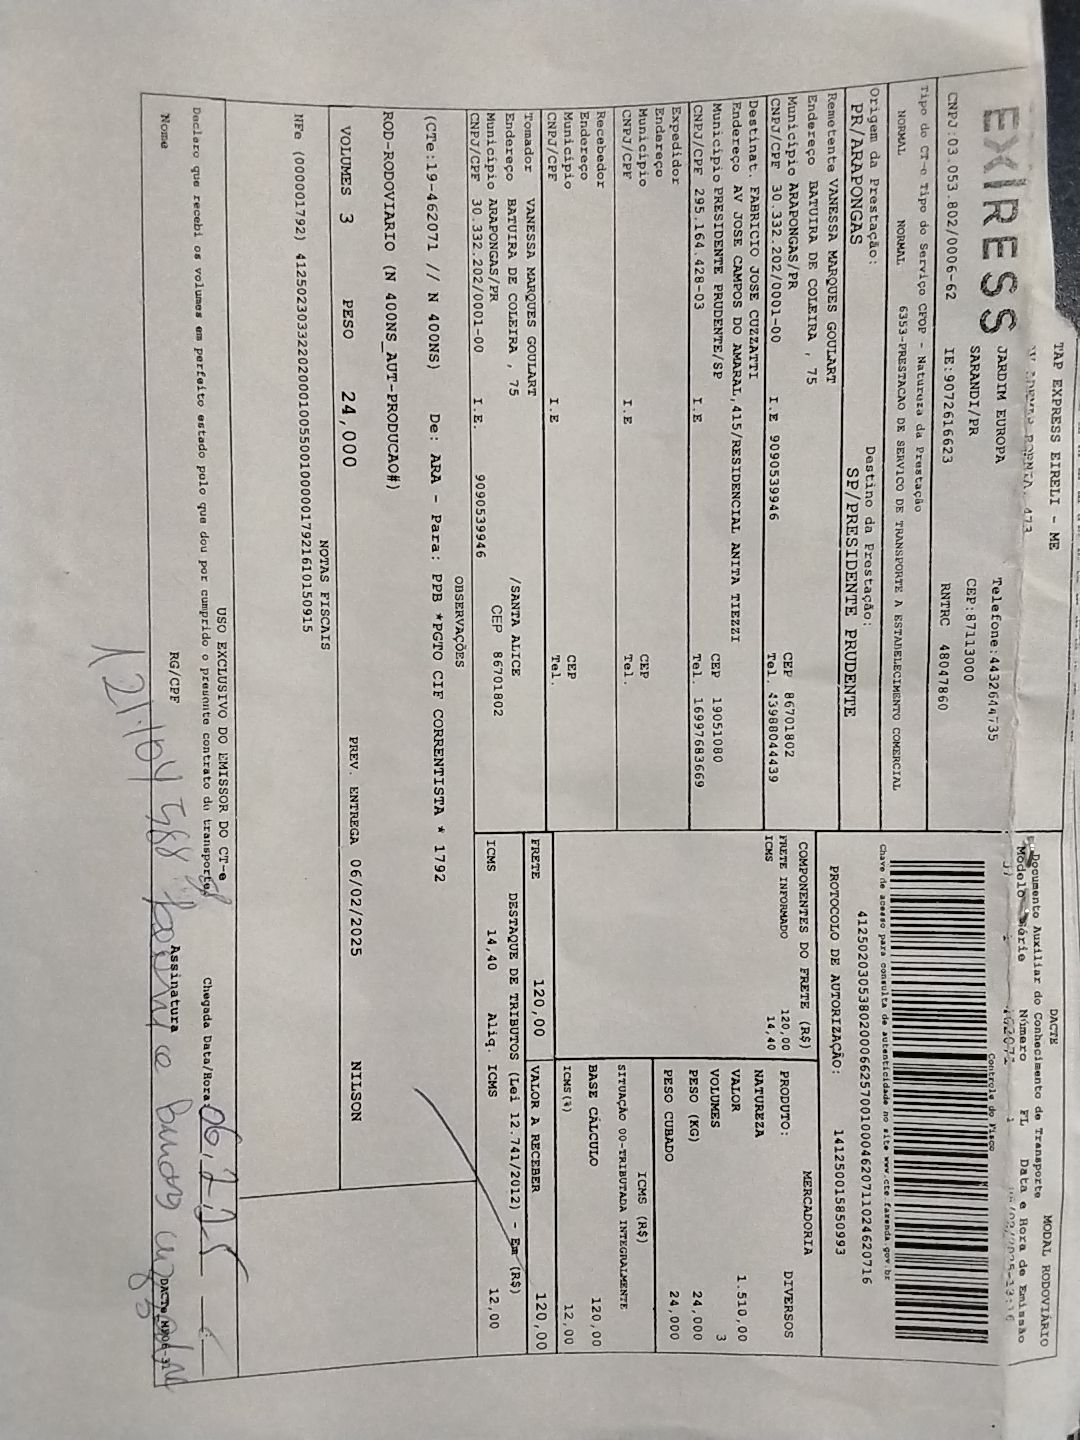 TAP EXPRESS EIRELI - ME
EXPRESS
JARDIM EUROPA
Telefone:4432644735
SARANDI/PR
CEP:87113000
CNPJ:03.053.802/0006-62 IE:9072616623 RNTRC 48047860
Tipo do CT-e Tipo do Serviço CFOP - Natureza da Prestação
NORMAL NORMAL 6353-PRESTACAO DE SERVICO DE TRANSPORTE A ESTABELECIMENTO COMERCIAL
Origem da Prestação: Destino da Prestação:
PR/ARAPONGAS SP/PRESIDENTE PRUDENTE
Remetente VANESSA MARQUES GOULART
Endereço BATUIRA DE COLEIRA , 75
Município ARAPONGAS/PR CEP 86701802
CNPJ/CPF 30.332.202/0001-00 I.E 9090539946 Tel. 43988044439
Destinat. FABRICIO JOSE CUZZATTI
Endereço AV JOSE CAMPOS DO AMARAL,415/RESIDENCIAL ANITA TIEZZI
Município PRESIDENTE PRUDENTE/SP CEP 19051080
CNPJ/CPF 295.164.428-03 I.E Tel. 16997683669
Expedidor
Endereço
Município CEP
CNPJ/CPF I.E Tel.
Recebedor
Endereço
Município CEP
CNPJ/CPF I.E Tel.
Tomador VANESSA MARQUES GOULART
Endereço BATUIRA DE COLEIRA , 75 /SANTA ALICE
Município ARAPONGAS/PR CEP 86701802
CNPJ/CPF 30.332.202/0001-00 I.E. 9090539946
DACTE MODAL RODOVIÁRIO
Documento Auxiliar do Conhecimento de Transporte
Modelo Série Número FL Data e Hora de Emissão
Controle do Fisco
Chave de acesso para consulta de autenticidade no site www.cte.fazenda.gov.br
41250203053802000662570010004620711024620716
PROTOCOLO DE AUTORIZAÇÃO: 141250015850993
COMPONENTES DO FRETE (R$)
FRETE INFORMADO 120,00
ICMS 14,40
PRODUTO: MERCADORIA
NATUREZA DIVERSOS
VALOR 1.510,00
VOLUMES 3
PESO (KG) 24,000
PESO CUBADO 24,000
ICMS (R$)
SITUAÇÃO 00-TRIBUTADA INTEGRALMENTE
BASE CÁLCULO 120,00
ICMS(%) 12,00
FRETE 120,00 VALOR A RECEBER 120,00
DESTAQUE DE TRIBUTOS (Lei 12.741/2012) - Em (R$)
ICMS 14,40 Aliq. ICMS 12,00
OBSERVAÇÕES
(CTe:19-462071 // N 400NS) De: ARA - Para: PPB *PGTO CIF CORRENTISTA * 1792
ROD-RODOVIARIO (N 400NS_AUT-PRODUCAO#)
VOLUMES 3 PESO 24,000 PREV. ENTREGA 06/02/2025 NILSON
NOTAS FISCAIS
NFe (000001792) 41250230332202000100550010000017921610150915
USO EXCLUSIVO DO EMISSOR DO CT-e
Declaro que recebi os volumes em perfeito estado pelo que dou por cumprido o presente contrato de transporte
Chegada Data/Hora 06,2,25
Nome RG/CPF Assinatura